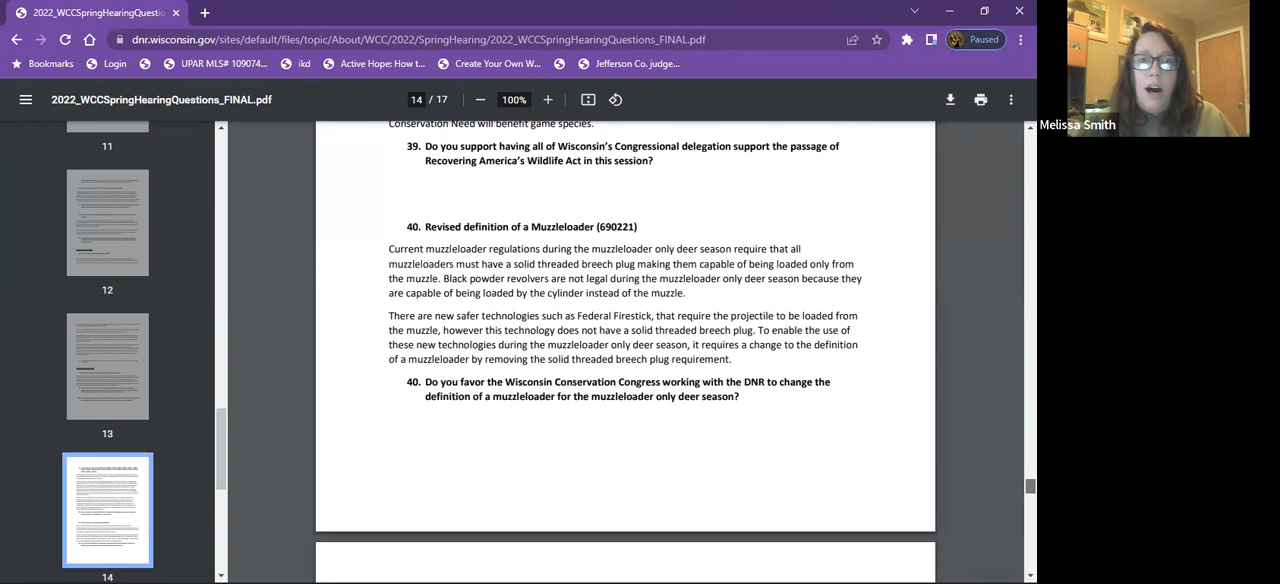 2022_WCCSpringHearingQuestio
dnr.wisconsin.gov/sites/default/files/topic/About/WCC/2022/SpringHearing/2022_WCCSpringHearingQuestions_FINAL.pdf
Paused
Bookmarks
Login
UPAR MLS# 109074...
ikd
Active Hope: How t...
Create Your Own W...
Jefferson Co. judge...
2022_WCCSpringHearingQuestions_FINAL.pdf
14 / 17
100%
Melissa Smith
11
12
13
14
Conservation Need will benefit game species.
39. Do you support having all of Wisconsin's Congressional delegation support the passage of
Recovering America's Wildlife Act in this session?
40. Revised definition of a Muzzleloader (690221)
Current muzzleloader regulations during the muzzleloader only deer season require that all
muzzleloaders must have a solid threaded breech plug making them capable of being loaded only from
the muzzle. Black powder revolvers are not legal during the muzzleloader only deer season because they
are capable of being loaded by the cylinder instead of the muzzle.
There are new safer technologies such as Federal Firestick, that require the projectile to be loaded from
the muzzle, however this technology does not have a solid threaded breech plug. To enable the use of
these new technologies during the muzzleloader only deer season, it requires a change to the definition
of a muzzleloader by removing the solid threaded breech plug requirement.
40. Do you favor the Wisconsin Conservation Congress working with the DNR to change the
definition of a muzzleloader for the muzzleloader only deer season?